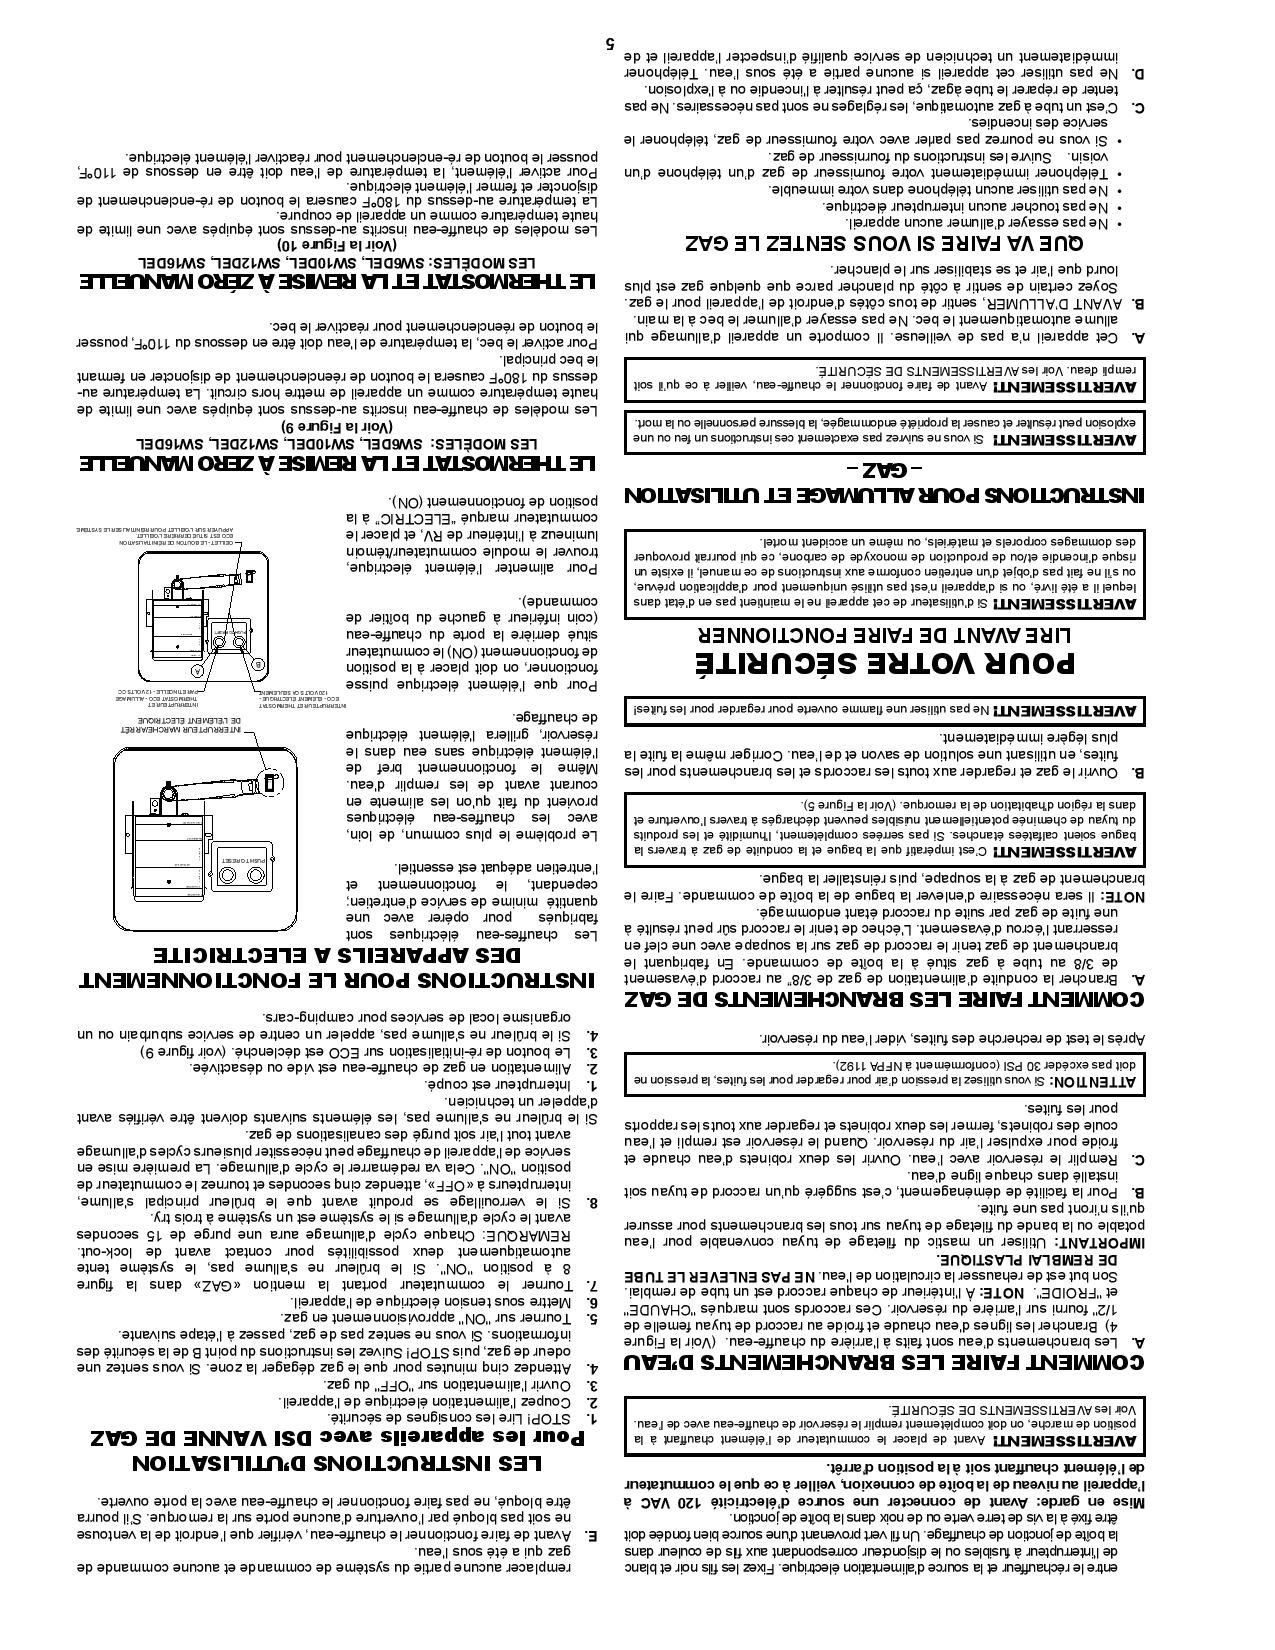 entre le réchauffeur et la source d'alimentation électrique. Fixez les fils noir et blanc
de l'interrupteur à fusibles ou le disjoncteur correspondant aux fils de couleur dans
la boîte de jonction de chauffage. Un fil vert provenant d'une source bien fondée doit
être fixé à la vis de terre verte ou de noix dans la boîte de jonction.
Mise en garde: Avant de connecter une source d'électricité 120 VAC à
l'appareil au niveau de la boîte de connexion, veiller à ce que le commutateur
de l'élément chauffant soit à la position d'arrêt.
AVERTISSEMENT! Avant de placer le commutateur de l'élément chauffant à la
position de marche, on doit complètement remplir le réservoir de chauffe-eau avec de l'eau.
Voir les AVERTISSEMENTS DE SÉCURITÉ.
COMMENT FAIRE LES BRANCHEMENTS D'EAU
A. Les branchements d'eau sont faits à l'arrière du chauffe-eau. (Voir la Figure
4) Brancher les lignes d'eau chaude et froide au raccord de tuyau femelle de
1/2" fourni sur l'arrière du réservoir. Ces raccords sont marqués "CHAUDE"
et "FROIDE". NOTE: À l'intérieur de chaque raccord est un tube de remblai.
Son but est de rehausser la circulation de l'eau. NE PAS ENLEVER LE TUBE
DE REMBLAI PLASTIQUE.
IMPORTANT: Utiliser un mastic du filetage de tuyau convenable pour l'eau
potable ou la bande du filetage de tuyau sur tous les branchements pour assurer
qu'ils n'iront pas une fuite.
B. Pour la facilité de déménagement, c'est suggéré qu'un raccord de tuyau soit
installé dans chaque ligne d'eau.
C. Remplir le réservoir avec l'eau. Ouvrir les deux robinets d'eau chaude et
froide pour expulser l'air du réservoir. Quand le réservoir est rempli et l'eau
coule des robinets, fermer les deux robinets et regarder aux touts les rapports
pour les fuites.
ATTENTION: Si vous utilisez la pression d'air pour regarder pour les fuites, la pression ne
doit pas excéder 30 PSI (conformément à NFPA 1192).
Après le test de recherche des fuites, vider l'eau du réservoir.
COMMENT FAIRE LES BRANCHEMENTS DE GAZ
A. Brancher la conduite d'alimentation de gaz de 3/8" au raccord d'évasement
de 3/8 au tube à gaz situé à la boîte de commande. En fabriquant le
branchement de gaz tenir le raccord de gaz sur la soupape avec une clef en
resserrant l'écrou d'évasement. L'échec de tenir le raccord sûr peut résulté à
une fuite de gaz par suite du raccord étant endommagé.
NOTE: Il sera nécessaire d'enlever la bague de la boîte de commande. Faire le
branchement de gaz à la soupape, puis réinstaller la bague.
AVERTISSEMENT! C'est impératif que la bague et la conduite de gaz à travers la
bague soient calfatées étanches. Si pas serrées complètement, l'humidité et les produits
du tuyau de cheminée potentiellement nuisibles peuvent déchargés à travers l'ouverture et
dans la région d'habitation de la remorque. (Voir la Figure 5).
B. Ouvrir le gaz et regarder aux touts les raccords et les branchements pour les
fuites, en utilisant une solution de savon et de l'eau. Corriger même la fuite la
plus légère immédiatement.
AVERTISSEMENT! Ne pas utiliser une flamme ouverte pour regarder pour les fuites!
POUR VOTRE SÉCURITÉ
LIRE AVANT DE FAIRE FONCTIONNER
AVERTISSEMENT! Si d'utilisateur de cet appareil ne le maintient pas en d'état dans
lequel il a été livré, ou si d'appareil n'est pas utilisé uniquement pour d'application prévue,
ou s'il ne fait pas d'objet d'un entretien conforme aux instructions de ce manuel, il existe un
risque d'incendie et/ou de production de monoxyde de carbone, ce qui pourrait provoquer
des dommages corporels et matériels, ou même un accident mortel.
INSTRUCTIONS POUR ALLUMAGE ET UTILISATION
– GAZ –
AVERTISSEMENT! Si vous ne suivez pas exactement ces instructions un feu ou une
explosion peut résulter et causer la propriété endommagée, la blessure personnelle ou la mort.
AVERTISSEMENT! Avant de faire fonctionner le chauffe-eau, veiller à ce qu'il soit
rempli deau. Voir les AVERTISSEMENTS DE SÉCURITÉ.
A. Cet appareil n'a pas de veilleuse. Il comporte un appareil d'allumage qui
allume automatiquement le bec. Ne pas essayer d'allumer le bec à la main.
B. AVANT D'ALLUMER, sentir de tous côtés d'endroit de l'appareil pour le gaz.
Soyez certain de sentir à côté du plancher parce que quelque gaz est plus
lourd que l'air et se stabiliser sur le plancher.
QUE VA FAIRE SI VOUS SENTEZ LE GAZ
• Ne pas essayer d'allumer aucun appareil.
• Ne pas toucher aucun interrupteur électrique.
• Ne pas utiliser aucun téléphone dans votre immeuble.
• Téléphoner immédiatement votre fournisseur de gaz d'un téléphone d'un
voisin. Suivre les instructions du fournisseur de gaz.
• Si vous ne pourrez pas parler avec votre fournisseur de gaz, téléphoner le
service des incendies.
C. C'est un tube à gaz automatique, les réglages ne sont pas nécessaires. Ne pas
tenter de réparer le tube àgaz, ça peut résulter à l'incendie ou à l'explosion.
D. Ne pas utiliser cet appareil si aucune partie a été sous l'eau. Téléphoner
immédiatement un technicien de service qualifié d'inspecter l'appareil et de
remplacer aucune partie du système de commande et aucune commande de
gaz qui a été sous l'eau.
E. Avant de faire fonctionner le chauffe-eau, vérifier que l'endroit de la ventouse
ne soit pas bloqué par l'ouverture d'aucune porte sur la remorque. S'il pourra
être bloqué, ne pas faire fonctionner le chauffe-eau avec la porte ouverte.
LES INSTRUCTIONS D'UTILISATION
Pour les appareils avec DSI VANNE DE GAZ
1. STOP! Lire les consignes de sécurité.
2. Coupez l'alimentation électrique de l'appareil.
3. Ouvrir l'alimentation sur "OFF" du gaz.
4. Attendez cinq minutes pour que le gaz dégager la zone. Si vous sentez une
odeur de gaz, puis STOP! Suivez les instructions du point B de la sécurité des
informations. Si vous ne sentez pas de gaz, passez à l'étape suivante.
5. Tourner sur "ON" approvisionnement en gaz.
6. Mettre sous tension électrique de l'appareil.
7. Tourner le commutateur portant la mention «GAZ» dans la figure
8 à position "ON". Si le brûleur ne s'allume pas, le système tente
automatiquement deux possibilités pour contact avant de lock-out.
REMARQUE: Chaque cycle d'allumage aura une purge de 15 secondes
avant le cycle d'allumage si le système est un système à trois try.
8. Si le verrouillage se produit avant que le brûleur principal s'allume,
interrupteurs à «OFF», attendez cinq secondes et tournez le commutateur de
position "ON". Cela va redémarrer le cycle d'allumage. La première mise en
service de l'appareil de chauffage peut nécessiter plusieurs cycles d'allumage
avant tout l'air soit purgé des canalisations de gaz.
Si le brûleur ne s'allume pas, les éléments suivants doivent être vérifiés avant
d'appeler un technicien.
1. Interrupteur est coupé.
2. Alimentation en gaz de chauffe-eau est vide ou désactivée.
3. Le bouton de ré-initialisation sur ECO est déclenché. (voir figure 9)
4. Si le brûleur ne s'allume pas, appeler un centre de service suburbain ou un
organisme local de services pour camping-cars.
INSTRUCTIONS POUR LE FONCTIONNEMENT
DES APPAREILS A ELECTRICITE
Les chauffes-eau électriques sont
fabriqués pour opérer avec une
quantité minime de service d'entretien;
cependant, le fonctionnement et
l'entretien adéquat est essentiel.
Le problème le plus commun, de loin,
avec les chauffes-eau électriques
provient du fait qu'on les alimente en
courant avant de les remplir d'eau.
Même le fonctionnement bref de
l'élément éléctrique sans eau dans le
réservoir, grillera l'élément électrique
de chauffage.
Pour que l'élément électrique puisse
fonctionner, on doit placer à la position
de fonctionnement (ON) le commutateur
situé derrière la porte du chauffe-eau
(coin inférieur à gauche du boîtier de
commande).
Pour alimenter l'élément électrique,
trouver le module commutateur/témoin
lumineuz à l'intérieur de RV, et placer le
commutateur marqué "ELECTRIC" à la
position de fonctionnement (ON).
PUSH TO RESET
INTERRUPTEUR MARCHE/ARRÊT
DE L'ÉLÉMENT ÉLECTRIQUE
INTERRUPTEUR ET THERMOSTAT
ECO - ÉLÉMENT ÉLECTRIQUE -
120 VOLTS CA SEULEMENT
INTERRUPTEUR ET
THERMOSTAT ECO - ALLUMAGE
PAR ÉTINCELLE - 12 VOLTS CC
B
A
PUSH TO RESET
OEILLET - LE BOUTON DE RÉINITIALISATION
ECO EST SITUÉ DERRIÈRE L'OEILLET.
APPUYER SUR L'OEILLET POUR RÉINITIALISER LE SYSTÈME.
LE THERMOSTAT ET LA REMISE À ZÉRO MANUELLE
LES MODÈLES: SW6DEL, SW10DEL, SW12DEL, SW16DEL
(Voir la Figure 9)
Les modèles de chauffe-eau inscrits au-dessus sont équipés avec une limite de
haute température comme un appareil de mettre hors circuit. La température au-
dessus du 180°F causera le bouton de réenclenchement de disjoncter en fermant
le bec principal.
Pour activer le bec, la température de l'eau doit être en dessous du 110°F, pousser
le bouton de réenclenchement pour réactiver le bec.
LE THERMOSTAT ET LA REMISE À ZÉRO MANUELLE
LES MODÈLES: SW6DEL, SW10DEL, SW12DEL, SW16DEL
(Voir la Figure 10)
Les modèles de chauffe-eau inscrits au-dessus sont équipés avec une limite de
haute température comme un appareil de coupure.
La température au-dessus du 180°F causera le bouton de ré-enclenchement de
disjoncter et fermer l'élément électrique.
Pour activer l'élément, la température de l'eau doit être en dessous de 110°F,
pousser le bouton de ré-enclenchement pour réactiver l'élément électrique.
5